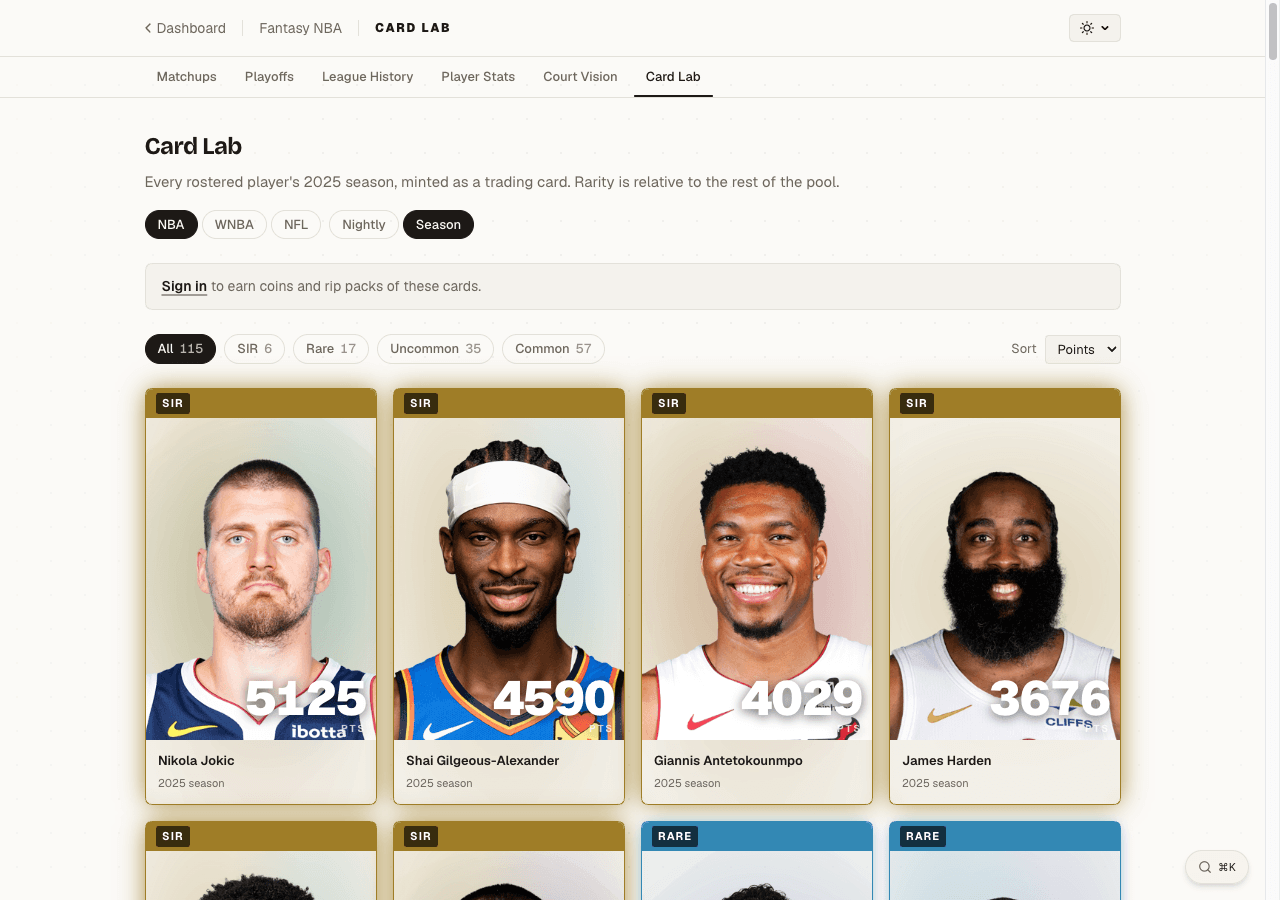 Dashboard
Fantasy NBA
CARD LAB
Matchups
Playoffs
League History
Player Stats
Court Vision
Card Lab
Card Lab
Every rostered player's 2025 season, minted as a trading card. Rarity is relative to the rest of the pool.
NBA
WNBA
NFL
Nightly
Season
Sign in to earn coins and rip packs of these cards.
All 115
SIR 6
Rare 17
Uncommon 35
Common 57
Sort
Points
SIR
5125
PTS
ibotta
Nikola Jokic
2025 season
SIR
4590
PTS
Shai Gilgeous-Alexander
2025 season
SIR
4029
PTS
Giannis Antetokounmpo
2025 season
SIR
3676
PTS
CLIFFS
James Harden
2025 season
SIR
SIR
RARE
RARE
⌘K